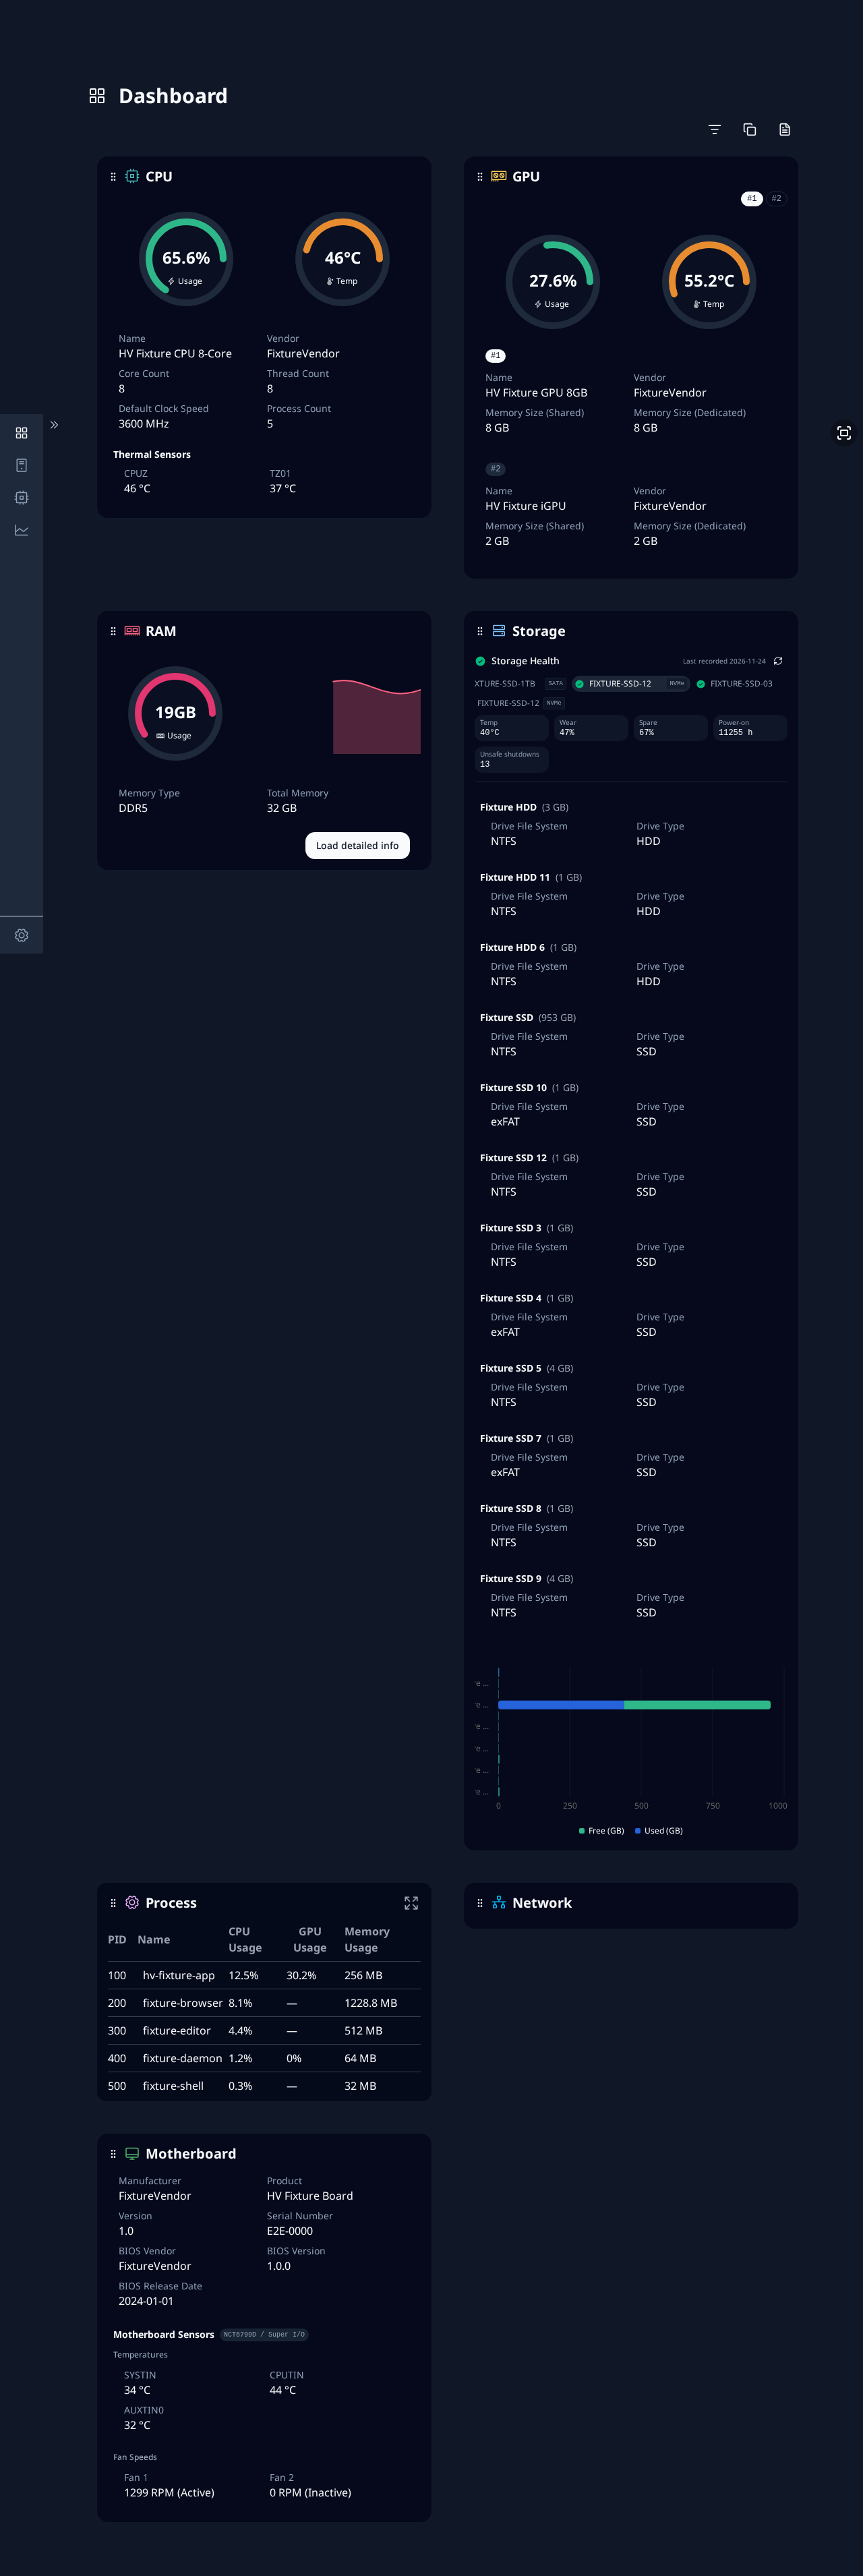 Dashboard
CPU
65.6%
Usage
46°C
Temp
Name
Vendor
HV Fixture CPU 8-Core
FixtureVendor
Core Count
Thread Count
8
8
Default Clock Speed
Process Count
3600 MHz
5
Thermal Sensors
CPUZ
TZ01
46 °C
37 °C
GPU
#1
#2
27.6%
Usage
55.2°C
Temp
#1
Name
Vendor
HV Fixture GPU 8GB
FixtureVendor
Memory Size (Shared)
Memory Size (Dedicated)
8 GB
8 GB
#2
Name
Vendor
HV Fixture iGPU
FixtureVendor
Memory Size (Shared)
Memory Size (Dedicated)
2 GB
2 GB
RAM
19GB
Usage
Memory Type
Total Memory
DDR5
32 GB
Load detailed info
Storage
Storage Health
Last recorded 2026-11-24
XTURE-SSD-1TB SATA
FIXTURE-SSD-12 NVMe
FIXTURE-SSD-03
FIXTURE-SSD-12 NVMe
Temp
40°C
Wear
47%
Spare
67%
Power-on
11255 h
Unsafe shutdowns
13
Fixture HDD (3 GB)
Drive File System
Drive Type
NTFS
HDD
Fixture HDD 11 (1 GB)
Drive File System
Drive Type
NTFS
HDD
Fixture HDD 6 (1 GB)
Drive File System
Drive Type
NTFS
HDD
Fixture SSD (953 GB)
Drive File System
Drive Type
NTFS
SSD
Fixture SSD 10 (1 GB)
Drive File System
Drive Type
exFAT
SSD
Fixture SSD 12 (1 GB)
Drive File System
Drive Type
NTFS
SSD
Fixture SSD 3 (1 GB)
Drive File System
Drive Type
NTFS
SSD
Fixture SSD 4 (1 GB)
Drive File System
Drive Type
exFAT
SSD
Fixture SSD 5 (4 GB)
Drive File System
Drive Type
NTFS
SSD
Fixture SSD 7 (1 GB)
Drive File System
Drive Type
exFAT
SSD
Fixture SSD 8 (1 GB)
Drive File System
Drive Type
NTFS
SSD
Fixture SSD 9 (4 GB)
Drive File System
Drive Type
NTFS
SSD
re ...
re ...
re ...
re ...
re ...
re ...
0 250 500 750 1000
Free (GB) Used (GB)
Process
PID Name CPU Usage GPU Usage Memory Usage
100 hv-fixture-app 12.5% 30.2% 256 MB
200 fixture-browser 8.1% — 1228.8 MB
300 fixture-editor 4.4% — 512 MB
400 fixture-daemon 1.2% 0% 64 MB
500 fixture-shell 0.3% — 32 MB
Network
Motherboard
Manufacturer
Product
FixtureVendor
HV Fixture Board
Version
Serial Number
1.0
E2E-0000
BIOS Vendor
BIOS Version
FixtureVendor
1.0.0
BIOS Release Date
2024-01-01
Motherboard Sensors NCT6799D / Super I/O
Temperatures
SYSTIN
CPUTIN
34 °C
44 °C
AUXTIN0
32 °C
Fan Speeds
Fan 1
Fan 2
1299 RPM (Active)
0 RPM (Inactive)